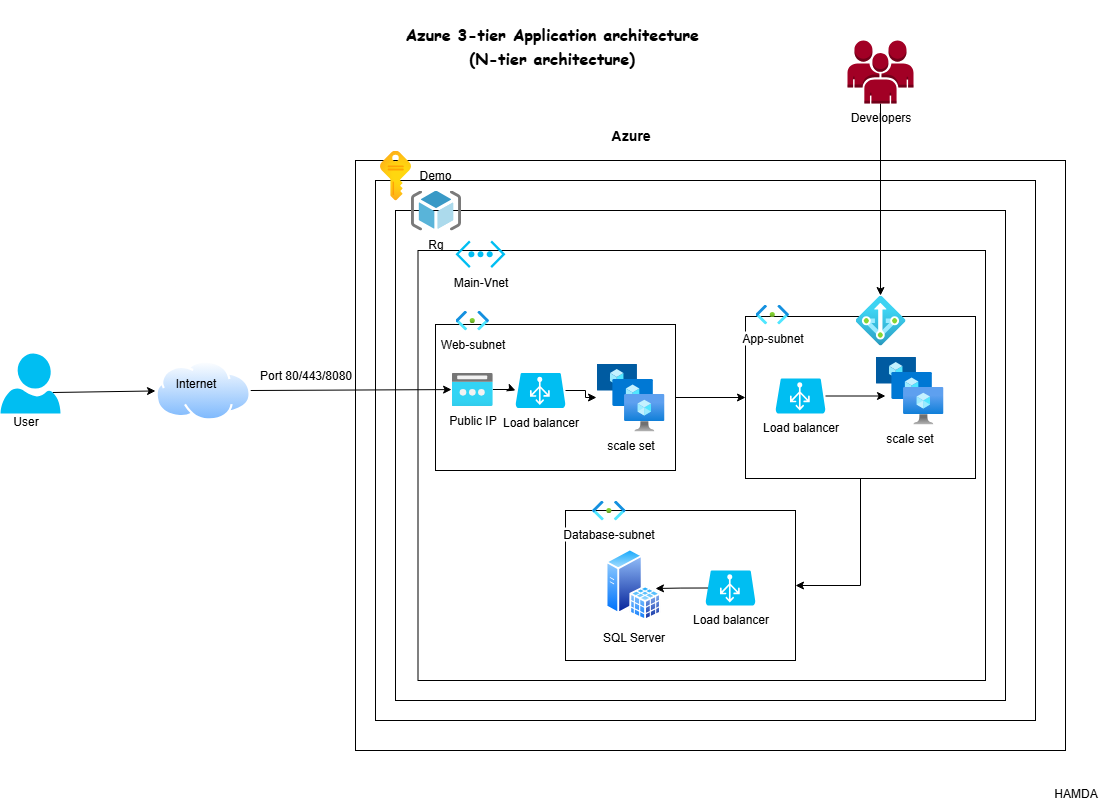 Azure 3-tier Application architecture
(N-tier architecture)
Developers
Azure
Demo
Rg
Main-Vnet
Web-subnet
App-subnet
Internet
Port 80/443/8080
User
Public IP
Load balancer
scale set
Load balancer
scale set
Database-subnet
SQL Server
Load balancer
HAMDA